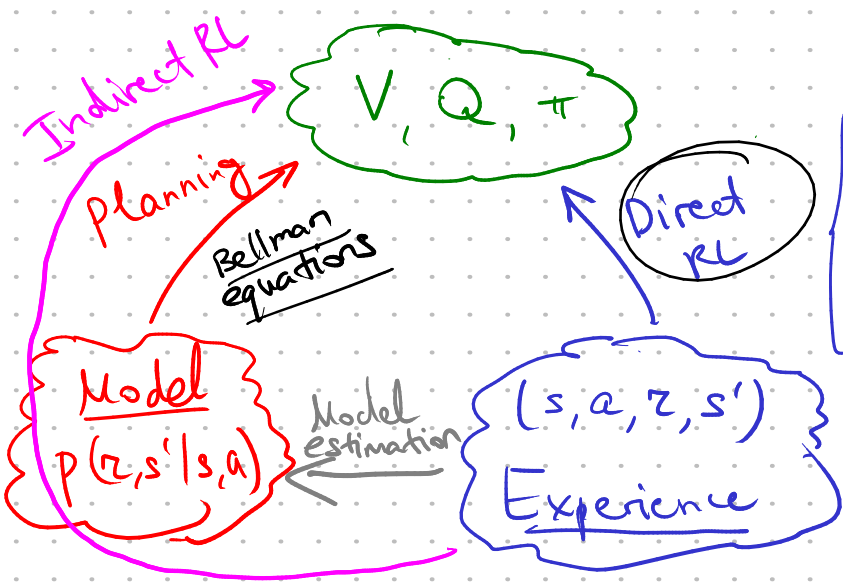 Indirect RL
V, Q, π
Planning
Bellman
equations
Direct
RL
Model
p(r,s'|s,a)
Model
estimation
(s,a,r,s')
Experience